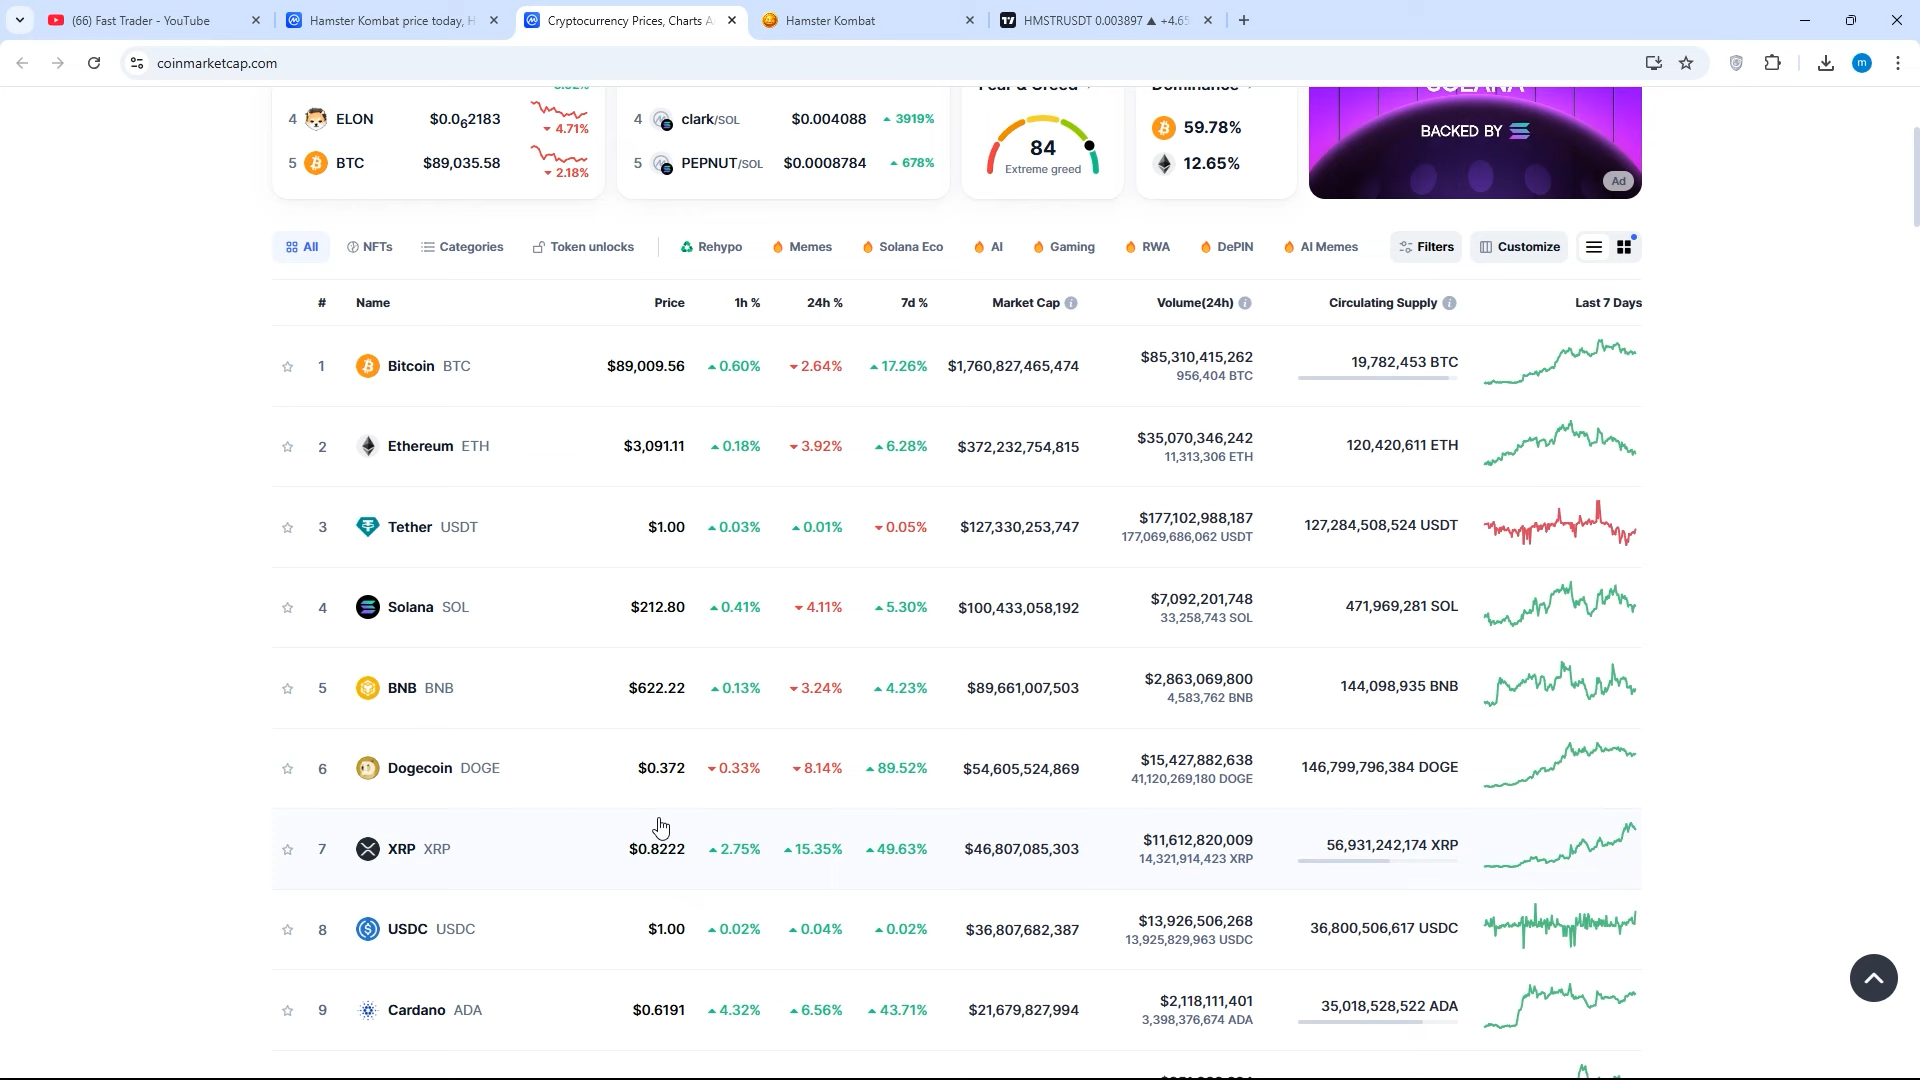 (66) Fast Trader - YouTube
Hamster Kombat price today, H
Cryptocurrency Prices, Charts A
Hamster Kombat
HMSTRUSDT 0.003897 ▲ +4.65
coinmarketcap.com
m
4 ELON $0.0₆2183 4.71%
5 BTC $89,035.58 2.18%
4 clark/SOL $0.004088 3919%
5 PEPNUT/SOL $0.0008784 678%
Fear & Greed
84
Extreme greed
Dominance
59.78%
12.65%
SOLANA
BACKED BY
Ad
All NFTs Categories Token unlocks Rehypo Memes Solana Eco AI Gaming RWA DePIN AI Memes Filters Customize
# Name Price 1h % 24h % 7d % Market Cap Volume(24h) Circulating Supply Last 7 Days
1 Bitcoin BTC $89,009.56 0.60% 2.64% 17.26% $1,760,827,465,474 $85,310,415,262 19,782,453 BTC
956,404 BTC
2 Ethereum ETH $3,091.11 0.18% 3.92% 6.28% $372,232,754,815 $35,070,346,242 120,420,611 ETH
11,313,306 ETH
3 Tether USDT $1.00 0.03% 0.01% 0.05% $127,330,253,747 $177,102,988,187 127,284,508,524 USDT
177,069,686,062 USDT
4 Solana SOL $212.80 0.41% 4.11% 5.30% $100,433,058,192 $7,092,201,748 471,969,281 SOL
33,258,743 SOL
5 BNB BNB $622.22 0.13% 3.24% 4.23% $89,661,007,503 $2,863,069,800 144,098,935 BNB
4,583,762 BNB
6 Dogecoin DOGE $0.372 0.33% 8.14% 89.52% $54,605,524,869 $15,427,882,638 146,799,796,384 DOGE
41,120,269,180 DOGE
7 XRP XRP $0.8222 2.75% 15.35% 49.63% $46,807,085,303 $11,612,820,009 56,931,242,174 XRP
14,321,914,423 XRP
8 USDC USDC $1.00 0.02% 0.04% 0.02% $36,807,682,387 $13,926,506,268 36,800,506,617 USDC
13,925,829,963 USDC
9 Cardano ADA $0.6191 4.32% 6.56% 43.71% $21,679,827,994 $2,118,111,401 35,018,528,522 ADA
3,398,376,674 ADA